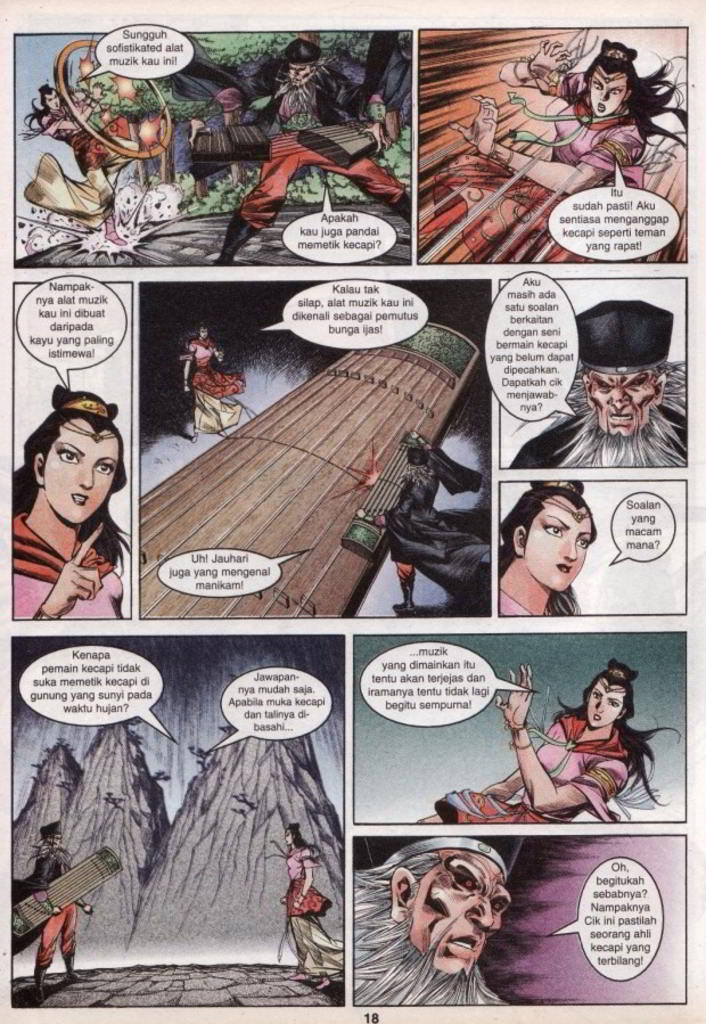 Sungguh
sofistikated alat
muzik kau ini!
Apakah
kau juga pandai
memetik kecapi?
Itu
sudah pasti! Aku
sentiasa menganggap
kecapi seperti teman
yang rapat!
Nampak-
nya alat muzik
kau ini dibuat
daripada
kayu yang paling
istimewa!
Kalau tak
silap, alat muzik kau ini
dikenali sebagai pemutus
bunga ijas!
Uh! Jauhari
juga yang mengenal
manikam!
Aku
masih ada
satu soalan
berkaitan
dengan seni
bermain kecapi
yang belum dapat
dipecahkan.
Dapatkah cik
menjawab-
nya?
Soalan
yang
macam
mana?
Kenapa
pemain kecapi tidak
suka memetik kecapi di
gunung yang sunyi pada
waktu hujan?
Jawapan-
nya mudah saja.
Apabila muka kecapi
dan talinya di-
basahi...
...muzik
yang dimainkan itu
tentu akan terjejas dan
iramanya tentu tidak lagi
begitu sempurna!
Oh,
begitukah
sebabnya?
Nampaknya
Cik ini pastilah
seorang ahli
kecapi yang
terbilang!
18